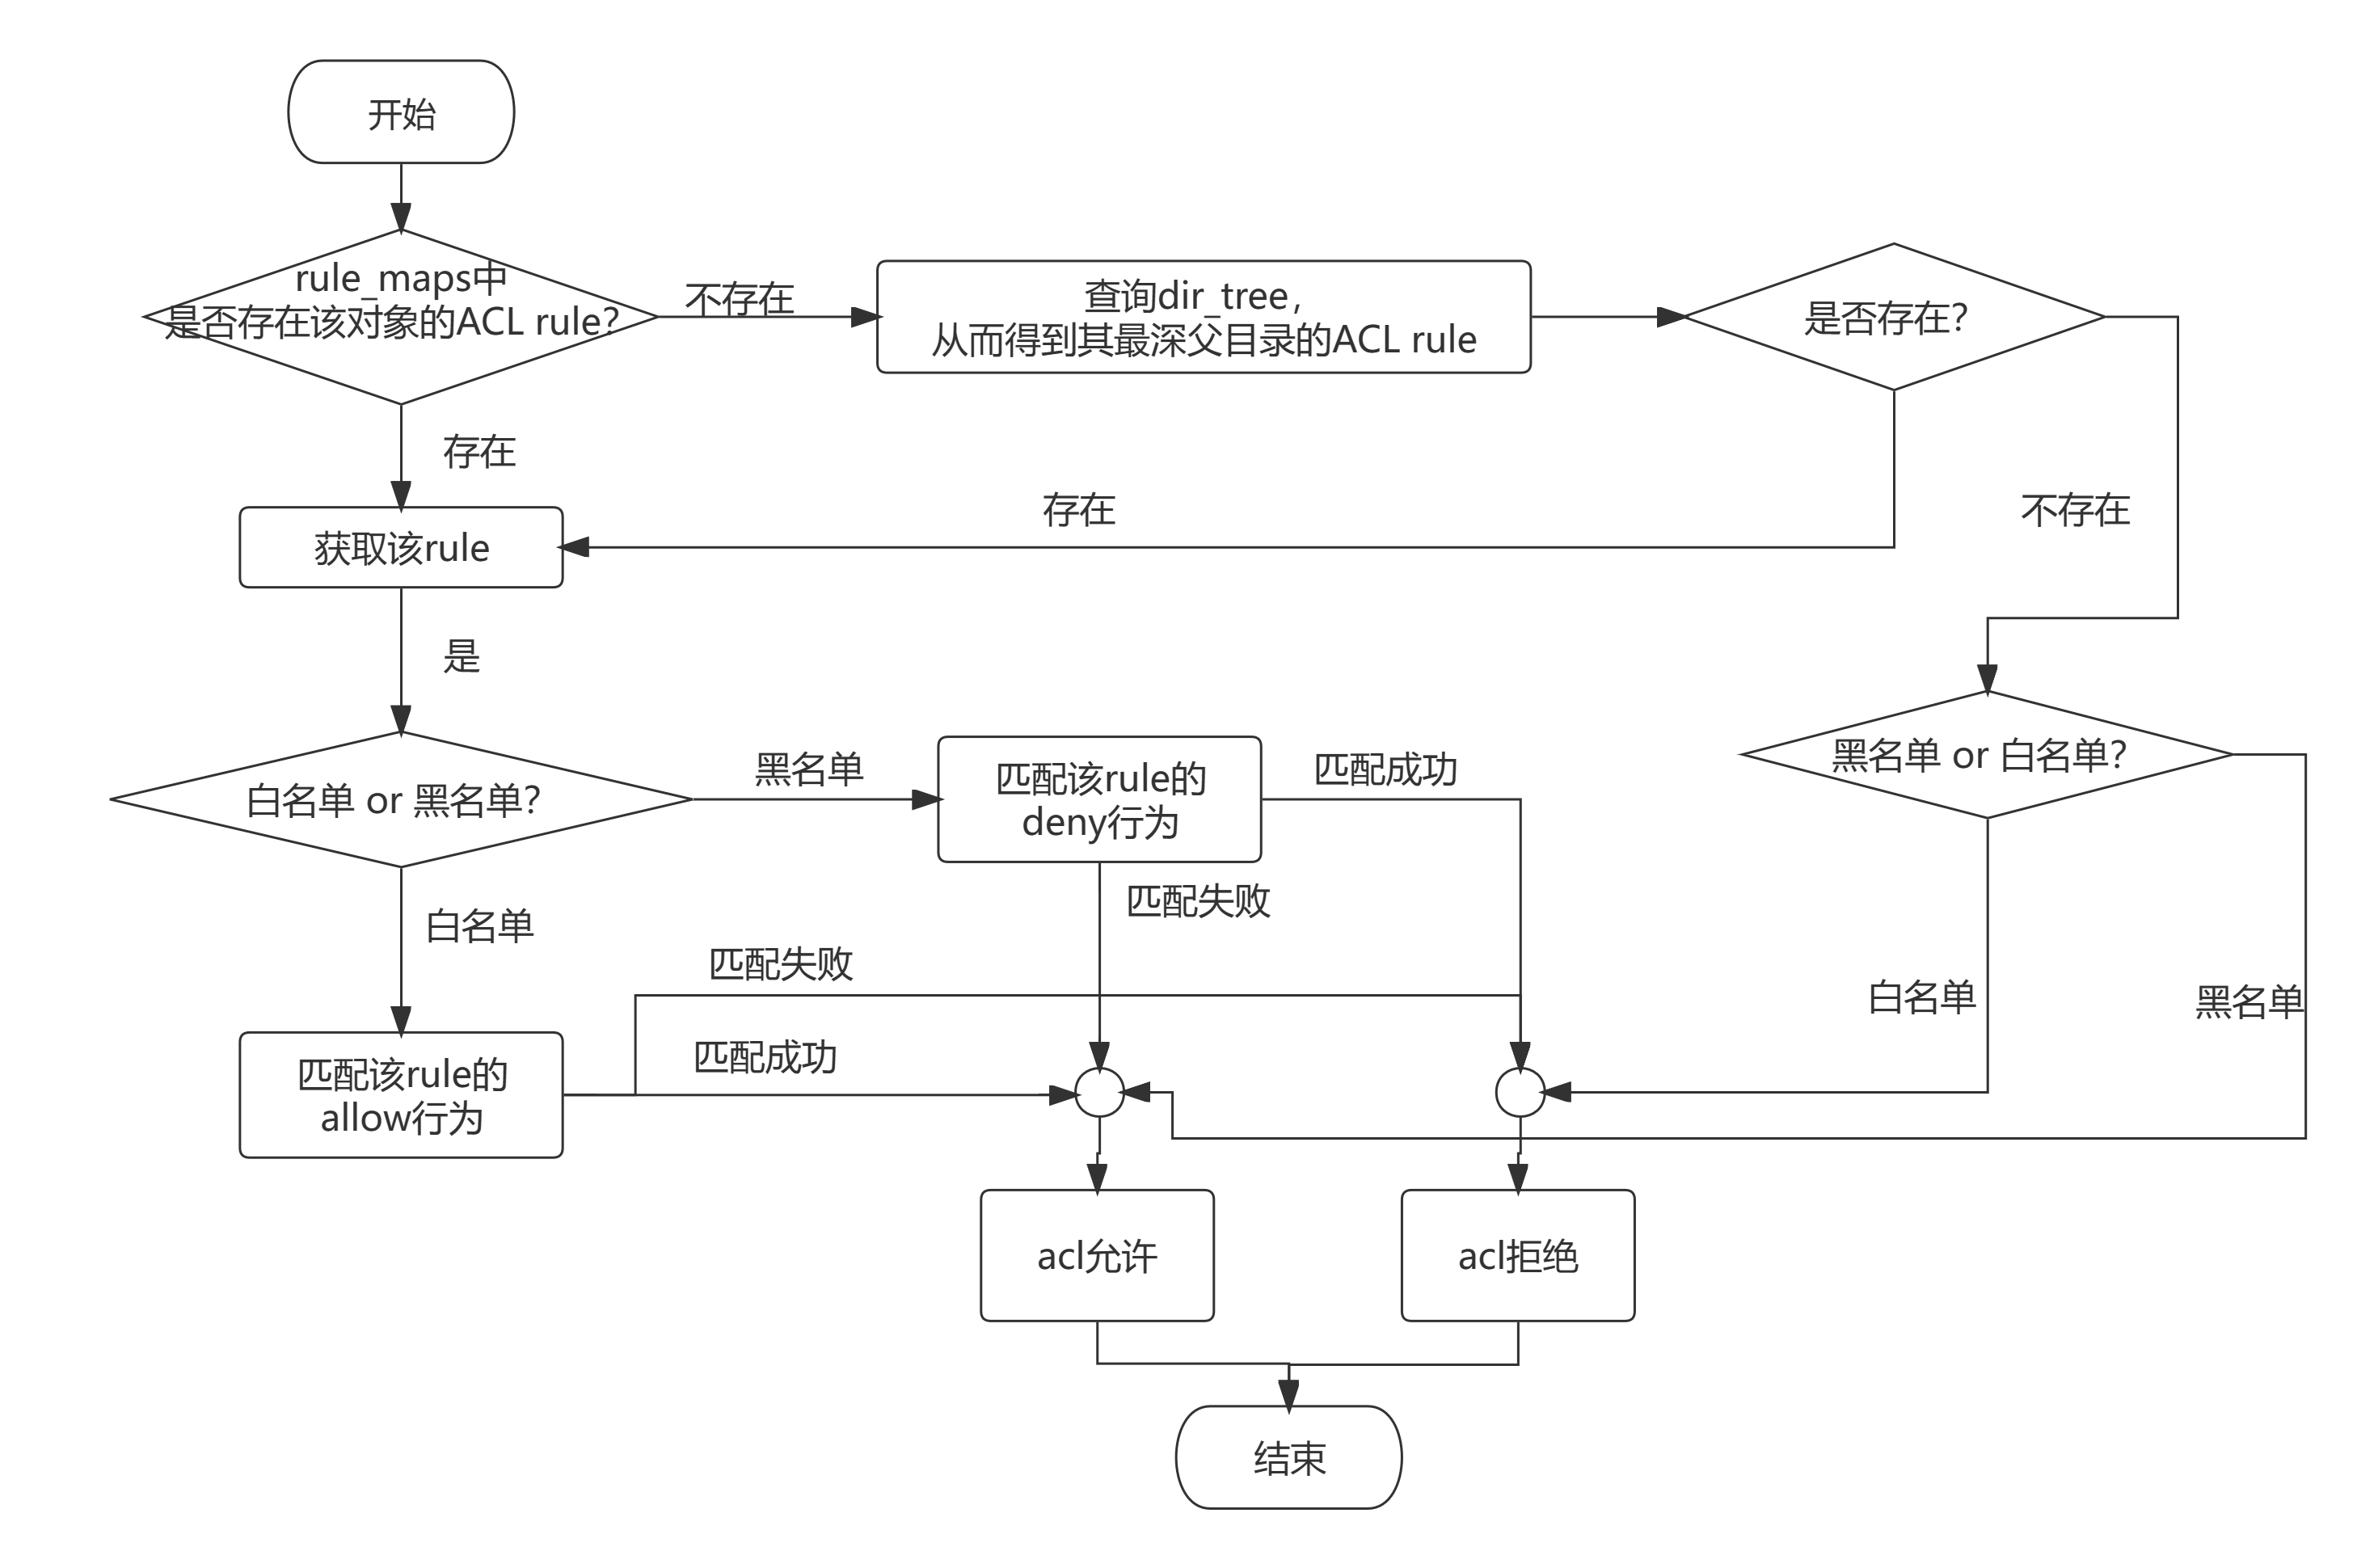 开始
rule_maps中
是否存在该对象的ACL rule?
不存在
查询dir_tree,
从而得到其最深父目录的ACL rule
是否存在?
存在
存在
不存在
获取该rule
是
白名单 or 黑名单?
黑名单
匹配该rule的
deny行为
匹配成功
黑名单 or 白名单?
匹配失败
白名单
匹配失败
白名单
黑名单
匹配成功
匹配该rule的
allow行为
acl允许
acl拒绝
结束